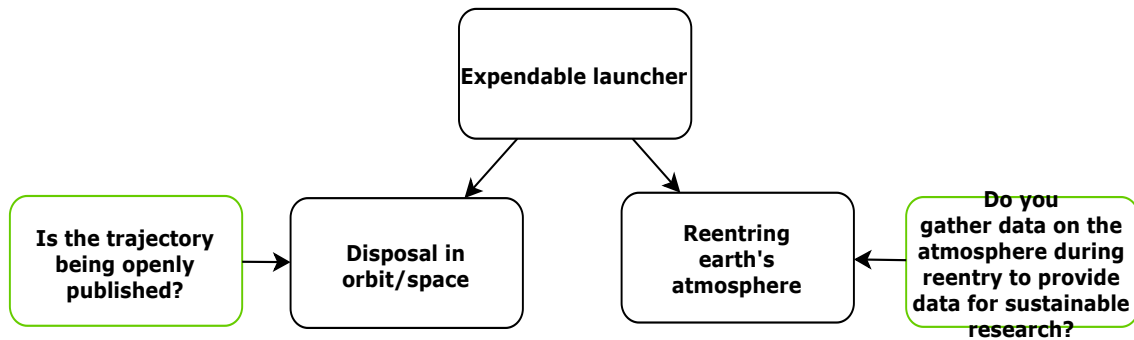 Expendable launcher
Is the trajectory
being openly
published?
Disposal in
orbit/space
Reentring
earth's
atmosphere
Do you
gather data on the
atmosphere during
reentry to provide
data for sustainable
research?